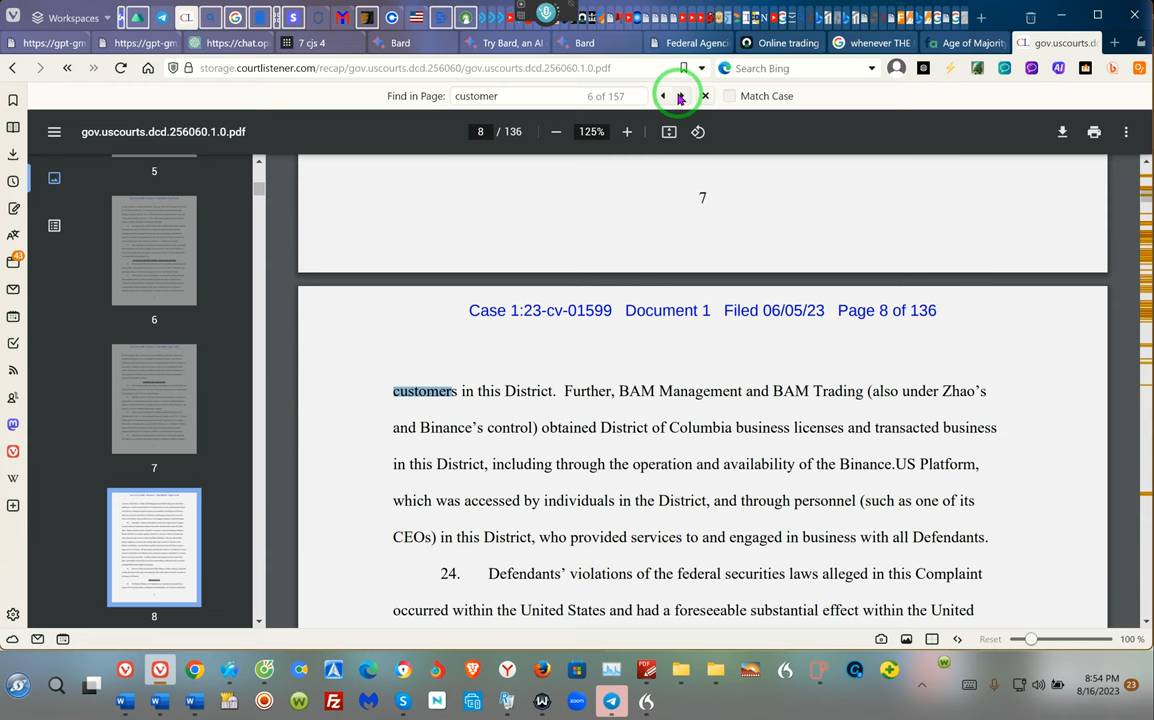 Workspaces
https://gpt-gm
https://gpt-gm
https://chat.op
7 cjs 4
Bard
Try Bard, an AI
Bard
Federal Agenc
Online trading
whenever THE
Age of Majority
gov.uscourts.dc
storage.courtlistener.com/recap/gov.uscourts.dcd.256060/gov.uscourts.dcd.256060.1.0.pdf
Search Bing
Find in Page: customer 6 of 157 Match Case
gov.uscourts.dcd.256060.1.0.pdf
8 / 136
125%
5
6
7
8
7
Case 1:23-cv-01599 Document 1 Filed 06/05/23 Page 8 of 136
customers in this District. Further, BAM Management and BAM Trading (also under Zhao’s
and Binance’s control) obtained District of Columbia business licenses and transacted business
in this District, including through the operation and availability of the Binance.US Platform,
which was accessed by individuals in the District, and through personnel (such as one of its
CEOs) in this District, who provided services to and engaged in business with all Defendants.
24. Defendants’ violations of the federal securities laws alleged in this Complaint
occurred within the United States and had a foreseeable substantial effect within the United
Reset
100 %
8:54 PM
8/16/2023
23